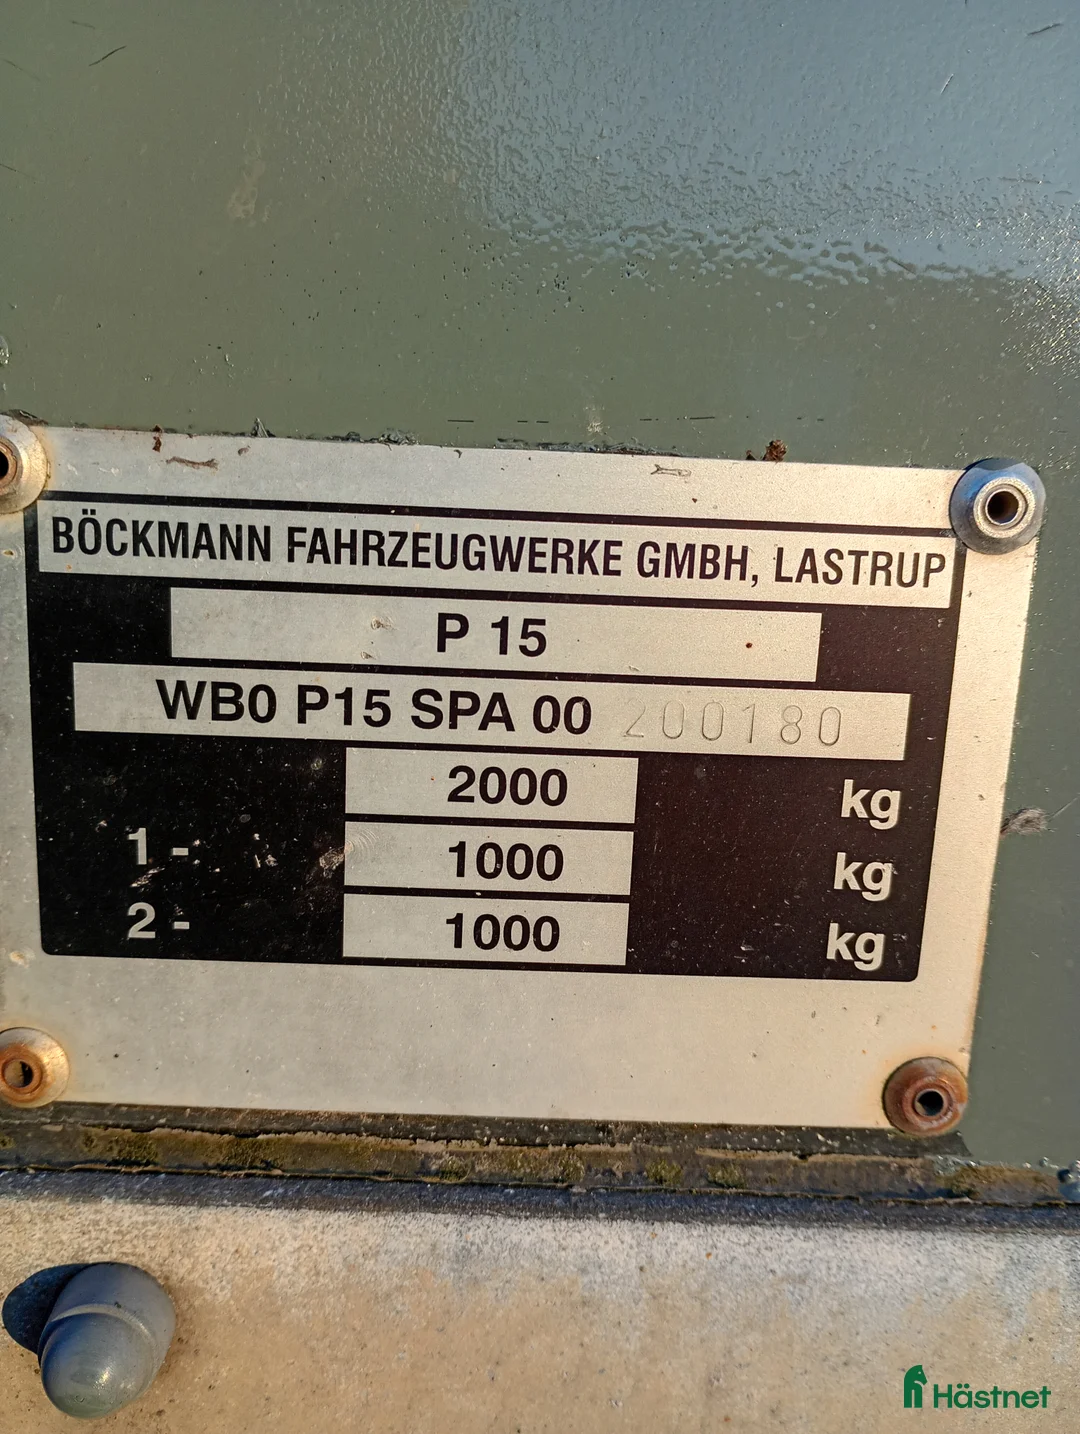 BÖCKMANN FAHRZEUGWERKE GMBH, LASTRUP
P 15
WB0 P15 SPA 00 200180
2000 kg
1 - 1000 kg
2 - 1000 kg
Hästnet